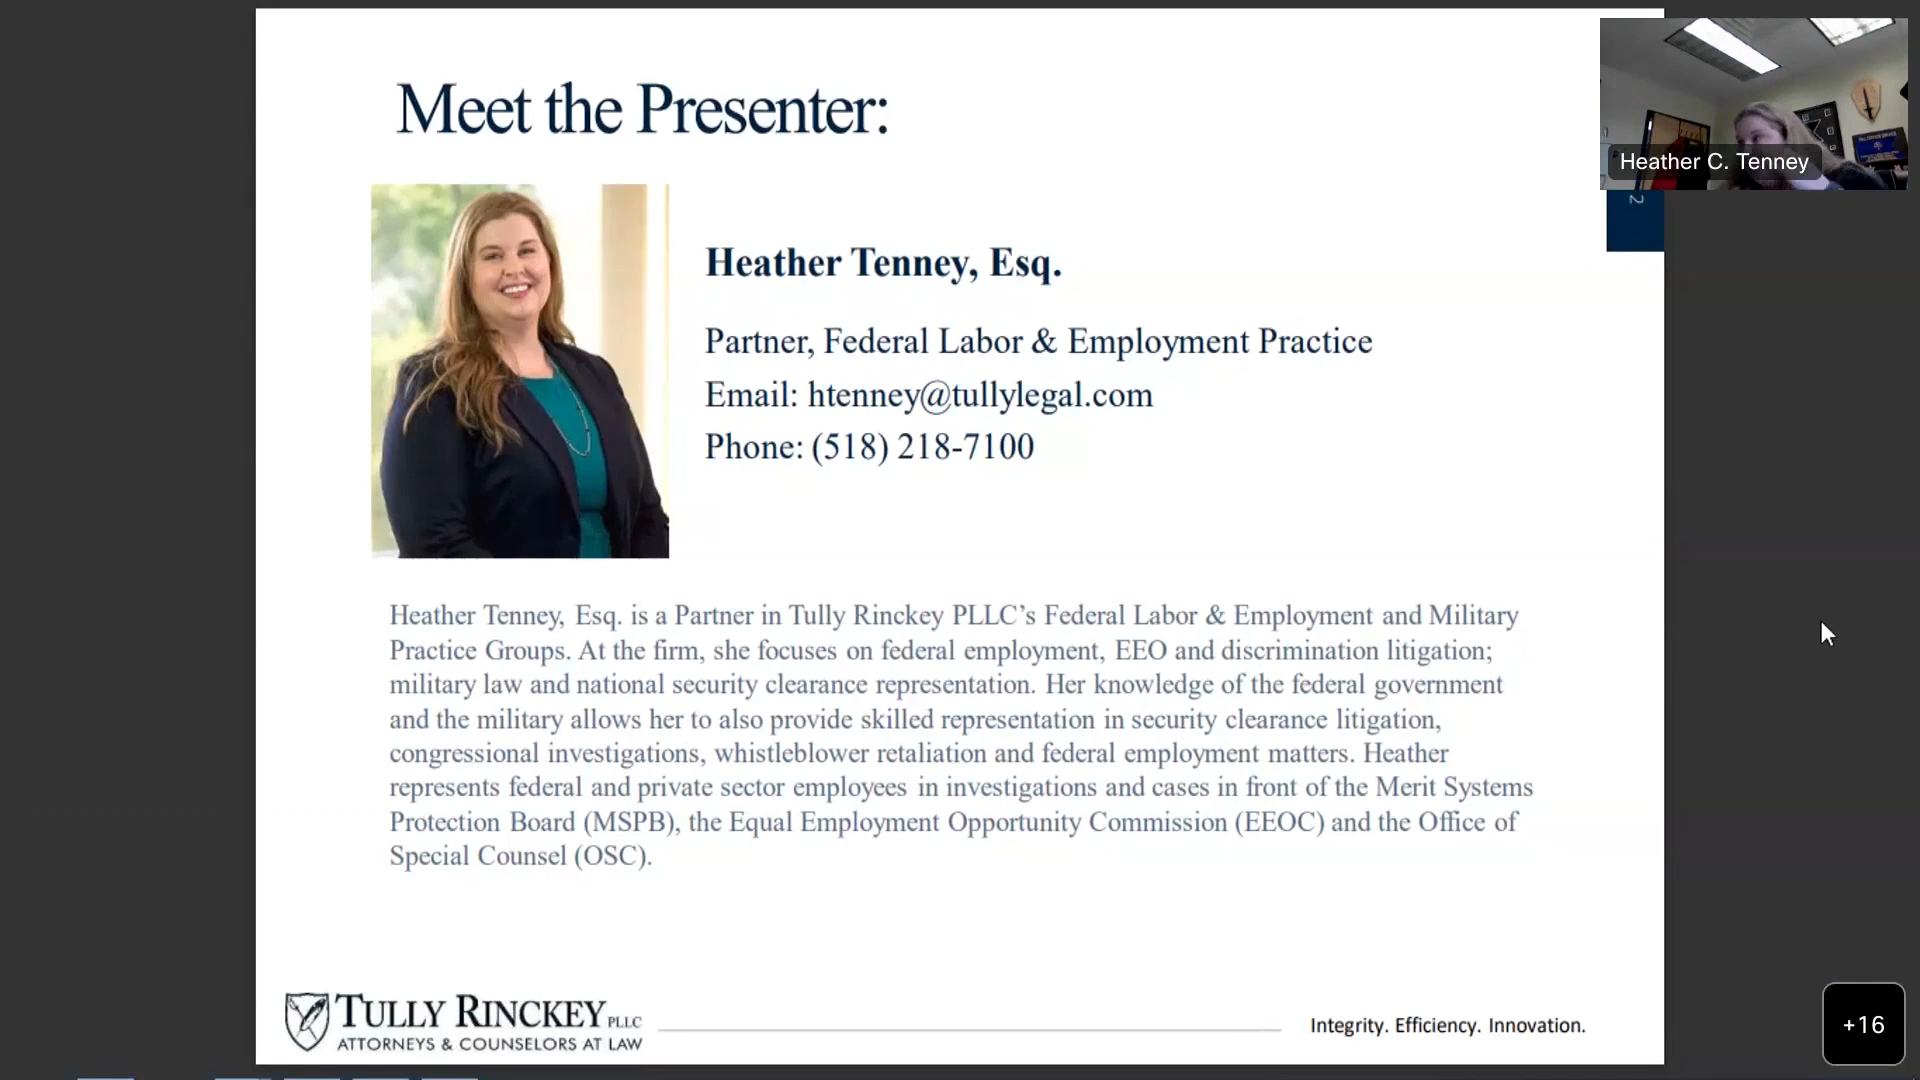 Meet the Presenter:
Heather C. Tenney
2
Heather Tenney, Esq.
Partner, Federal Labor & Employment Practice
Email: htenney@tullylegal.com
Phone: (518) 218-7100
Heather Tenney, Esq. is a Partner in Tully Rinckey PLLC’s Federal Labor & Employment and Military
Practice Groups. At the firm, she focuses on federal employment, EEO and discrimination litigation;
military law and national security clearance representation. Her knowledge of the federal government
and the military allows her to also provide skilled representation in security clearance litigation,
congressional investigations, whistleblower retaliation and federal employment matters. Heather
represents federal and private sector employees in investigations and cases in front of the Merit Systems
Protection Board (MSPB), the Equal Employment Opportunity Commission (EEOC) and the Office of
Special Counsel (OSC).
TULLY RINCKEY PLLC
ATTORNEYS & COUNSELORS AT LAW
Integrity. Efficiency. Innovation.
+16